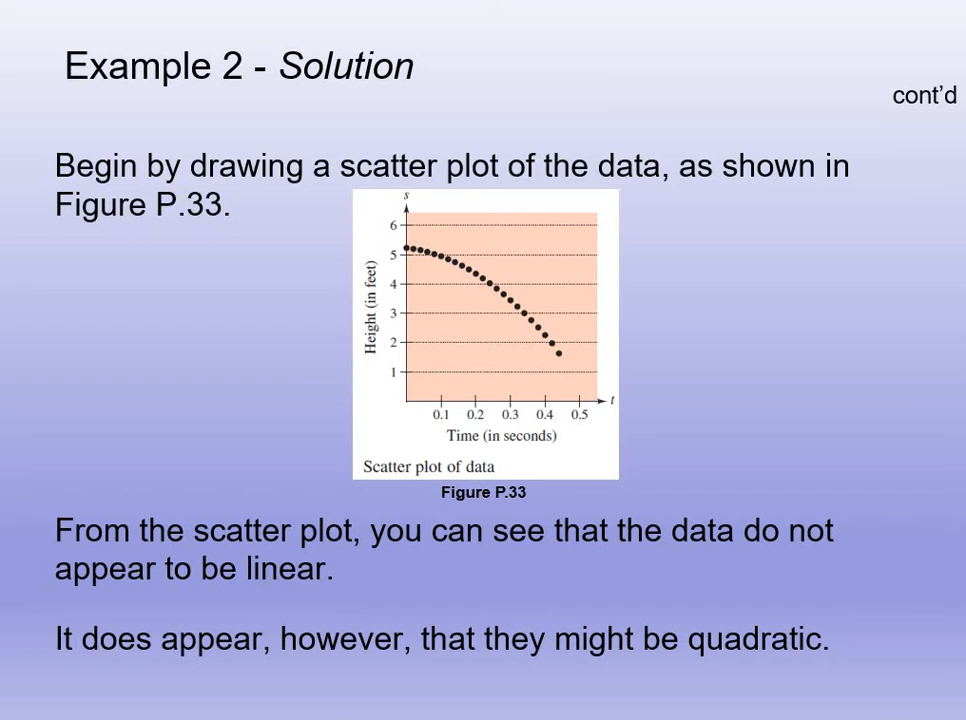 Example 2 - Solution
cont’d
Begin by drawing a scatter plot of the data, as shown in
Figure P.33.
s
6
5
4
3
2
1
Height (in feet)
0.1 0.2 0.3 0.4 0.5
t
Time (in seconds)
Scatter plot of data
Figure P.33
From the scatter plot, you can see that the data do not
appear to be linear.
It does appear, however, that they might be quadratic.